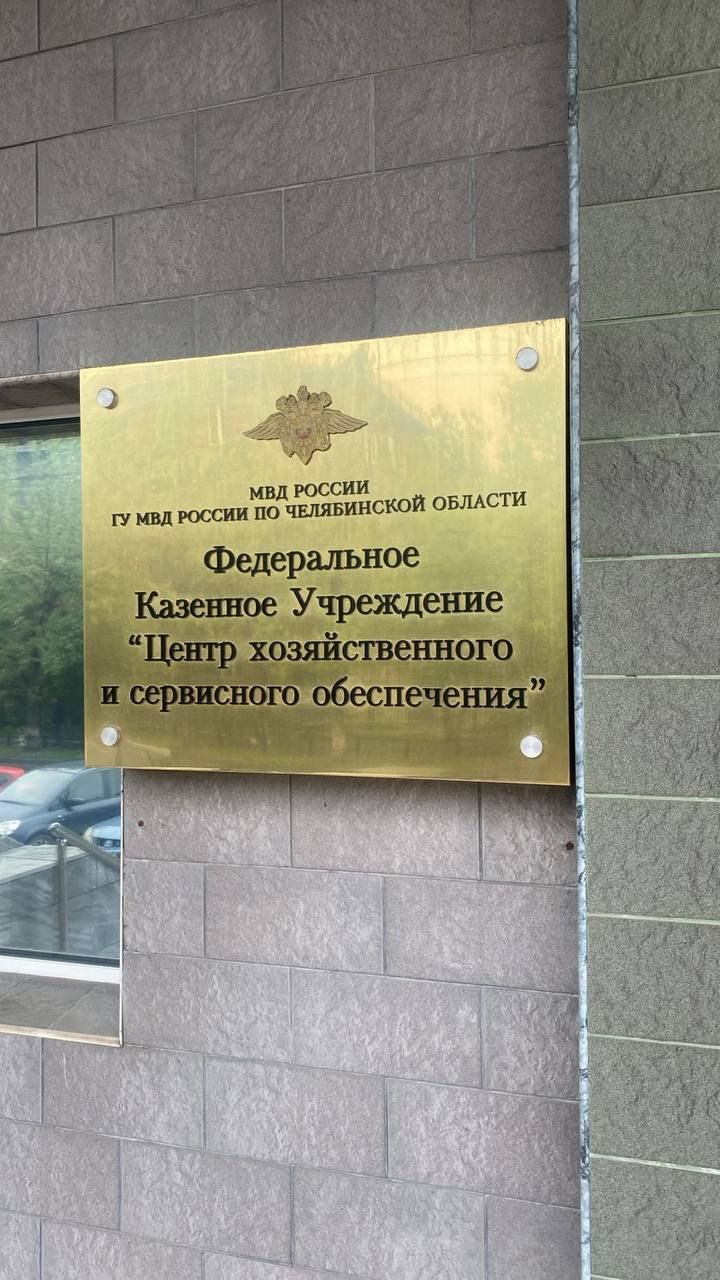 МВД РОССИИ
ГУ МВД РОССИИ ПО ЧЕЛЯБИНСКОЙ ОБЛАСТИ
Федеральное
Казенное Учреждение
“Центр хозяйственного
и сервисного обеспечения”